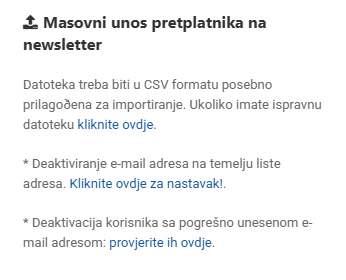 Masovni unos pretplatnika na
newsletter
Datoteka treba biti u CSV formatu posebno
prilagođena za importiranje. Ukoliko imate ispravnu
datoteku kliknite ovdje.
* Deaktiviranje e-mail adresa na temelju liste
adresa. Kliknite ovdje za nastavak!.
* Deaktivacija korisnika sa pogrešno unesenom e-
mail adresom: provjerite ih ovdje.